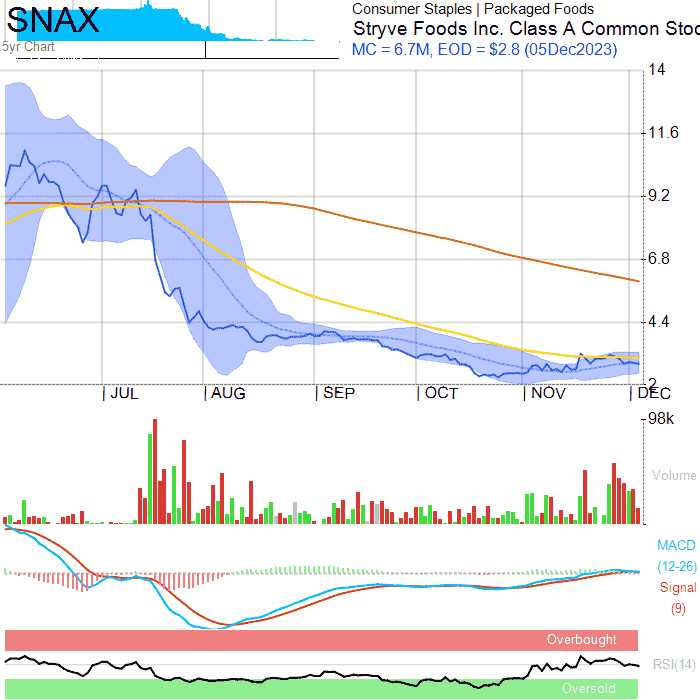 SNAX
5yr Chart
Consumer Staples | Packaged Foods
Stryve Foods Inc. Class A Common Stoc
MC = 6.7M, EOD = $2.8 (05Dec2023)
14
11.6
9.2
6.8
4.4
2
| JUL | AUG | SEP | OCT | NOV | DEC
98k
Volume
MACD
(12-26)
Signal
(9)
Overbought
RSI(14)
Oversold